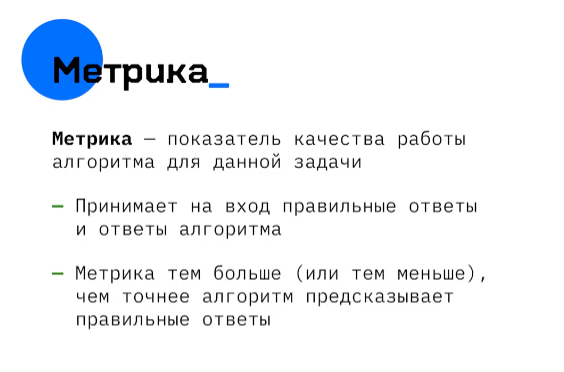 Метрика_
Метрика — показатель качества работы
алгоритма для данной задачи
— Принимает на вход правильные ответы
и ответы алгоритма
— Метрика тем больше (или тем меньше),
чем точнее алгоритм предсказывает
правильные ответы